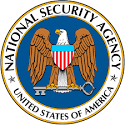 NATIONAL SECURITY AGENCY
UNITED STATES OF AMERICA